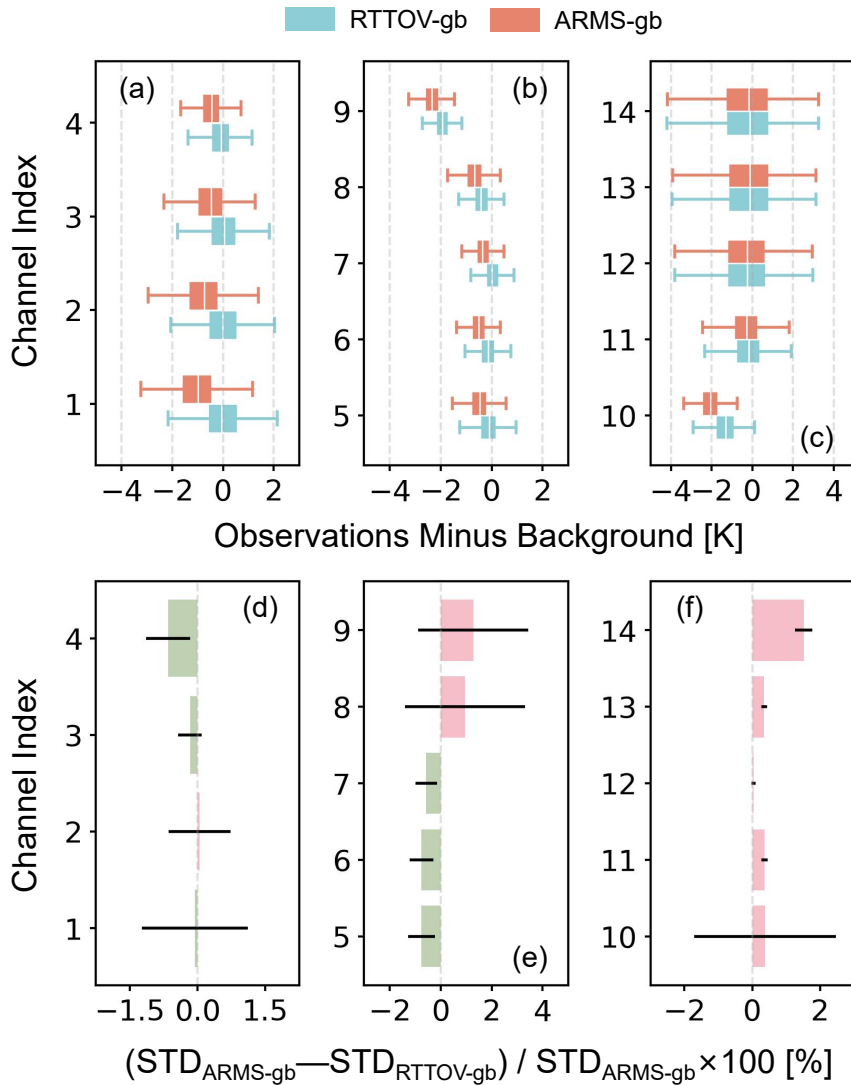 RTTOV-gb ARMS-gb
(a) (b) (c)
Channel Index
4 3 2 1
9 8 7 6 5
14 13 12 11 10
−4 −2 0 2
−4 −2 0 2
−4 −2 0 2 4
Observations Minus Background [K]
(d) (e) (f)
Channel Index
4 3 2 1
9 8 7 6 5
14 13 12 11 10
−1.5 0.0 1.5
−2 0 2 4
−2 0 2
(STD_ARMS-gb—STD_RTTOV-gb) / STD_ARMS-gb×100 [%]